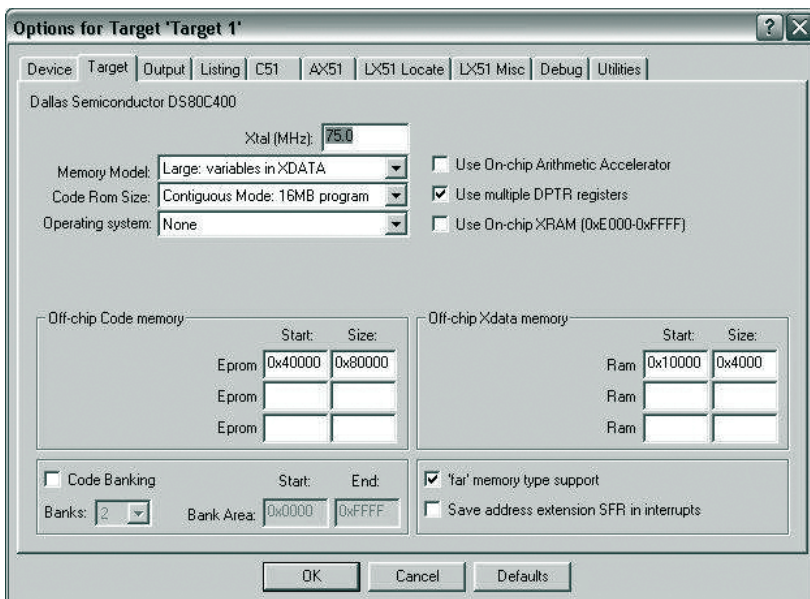 Options for Target 'Target 1'
Device Target Output Listing C51 AX51 LX51 Locate LX51 Misc Debug Utilities
Dallas Semiconductor DS80C400
Xtal (MHz): 75.0
Memory Model: Large: variables in XDATA
Code Rom Size: Contiguous Mode: 16MB program
Operating system: None
Use On-chip Arithmetic Accelerator
Use multiple DPTR registers
Use On-chip XRAM (0xE000-0xFFFF)
Off-chip Code memory
Start: Size:
Eprom 0x40000 0x80000
Eprom
Eprom
Off-chip Xdata memory
Start: Size:
Ram 0x10000 0x4000
Ram
Ram
Code Banking Start: End:
Banks: 2 Bank Area: 0x0000 0xFFFF
'far' memory type support
Save address extension SFR in interrupts
OK Cancel Defaults